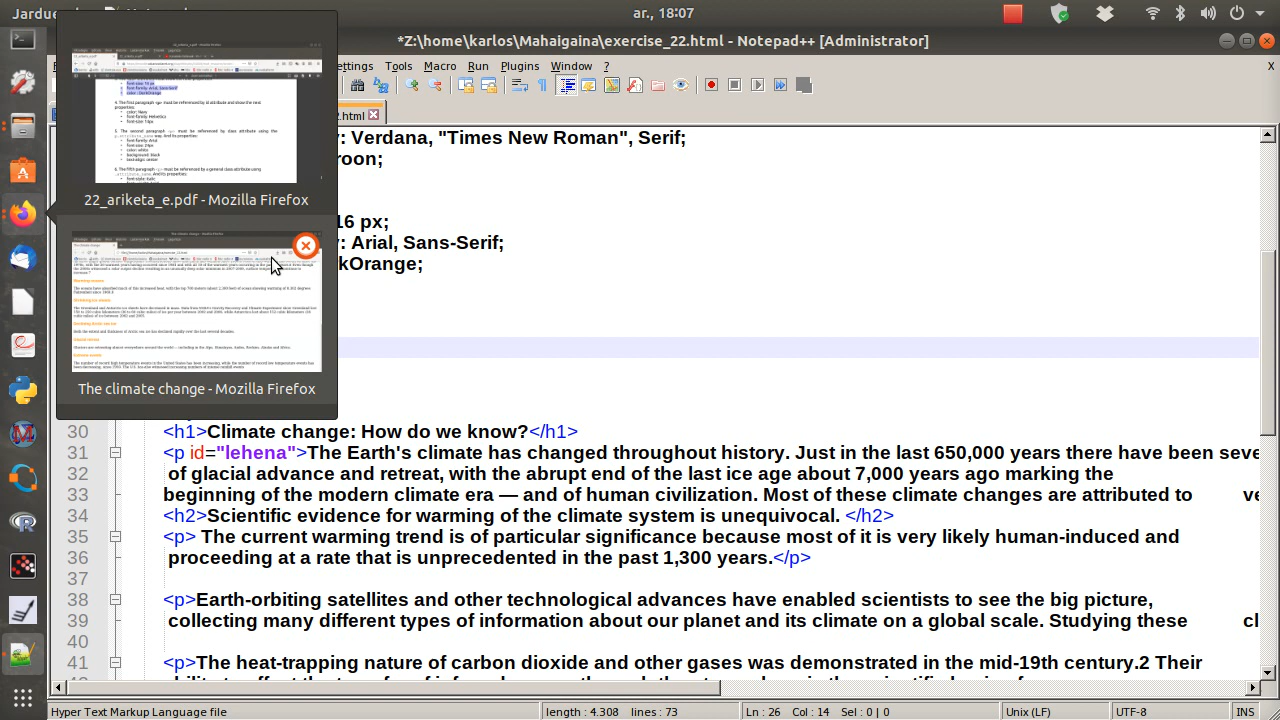 Jardue
ar., 18:07
*Z:\home\karlov\Mahaigana\
e_22.html - Notepad++ [Administrator]
ettings Tools Macro Run
Window ?
X
2.html
22_ariketa_e.pdf - Mozilla Firefox
The climate change - Mozilla Firefox
: Verdana, "Times New Roman", Serif;
roon;
16 px;
: Arial, Sans-Serif;
kOrange;
30 <h1>Climate change: How do we know?</h1>
31 <p id="lehena">The Earth's climate has changed throughout history. Just in the last 650,000 years there have been seve
32 of glacial advance and retreat, with the abrupt end of the last ice age about 7,000 years ago marking the
33 beginning of the modern climate era — and of human civilization. Most of these climate changes are attributed to ve
34 <h2>Scientific evidence for warming of the climate system is unequivocal. </h2>
35 <p> The current warming trend is of particular significance because most of it is very likely human-induced and
36 proceeding at a rate that is unprecedented in the past 1,300 years.</p>
37
38 <p>Earth-orbiting satellites and other technological advances have enabled scientists to see the big picture,
39 collecting many different types of information about our planet and its climate on a global scale. Studying these cl
40
41 <p>The heat-trapping nature of carbon dioxide and other gases was demonstrated in the mid-19th century.2 Their
Hyper Text Markup Language file
length : 4.308 lines : 73
Ln : 26 Col : 14 Sel : 0 | 0
Unix (LF)
UTF-8
INS